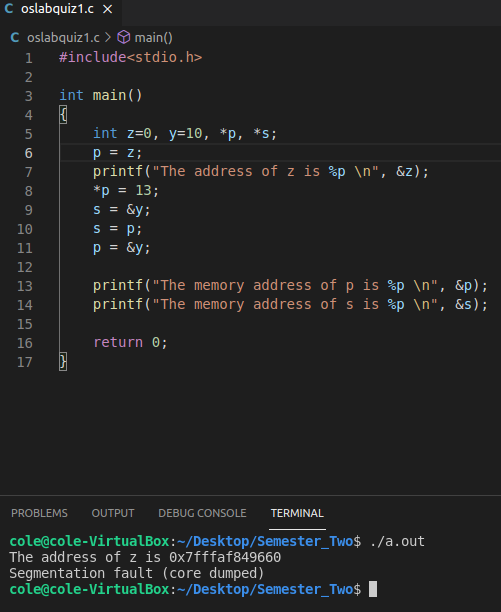 C oslabquiz1.c ×
C oslabquiz1.c > main()
1 #include<stdio.h>
2
3 int main()
4 {
5 int z=0, y=10, *p, *s;
6 p = z;
7 printf("The address of z is %p \n", &z);
8 *p = 13;
9 s = &y;
10 s = p;
11 p = &y;
12
13 printf("The memory address of p is %p \n", &p);
14 printf("The memory address of s is %p \n", &s);
15
16 return 0;
17 }
PROBLEMS OUTPUT DEBUG CONSOLE TERMINAL
cole@cole-VirtualBox:~/Desktop/Semester_Two$ ./a.out
The address of z is 0x7fffaf849660
Segmentation fault (core dumped)
cole@cole-VirtualBox:~/Desktop/Semester_Two$